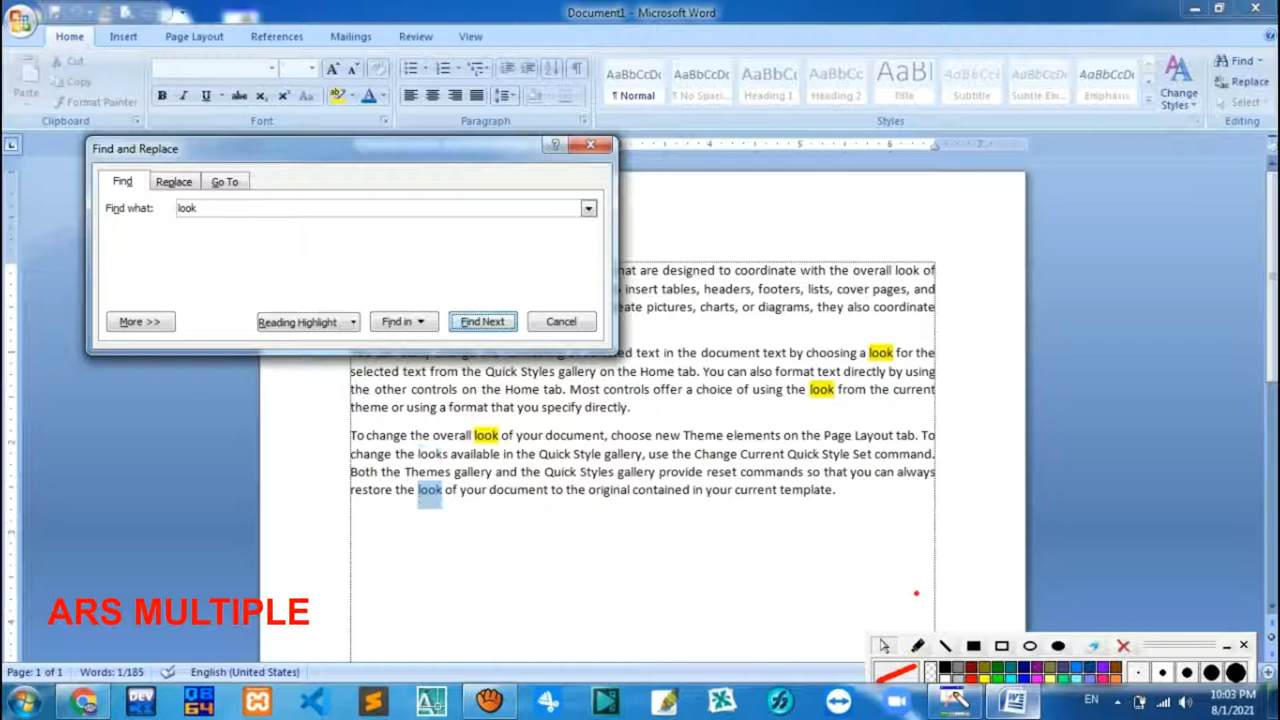 Document1 - Microsoft Word
Home Insert Page Layout References Mailings Review View
Cut
Copy
Format Painter
Paste
Clipboard
Font
Paragraph
AaBbCcDc AaBbCcDc AaBbCc AaBbCc AaBl AaBbCc AaBbCcDc AaBbCcDc
¶ Normal ¶ No Spaci... Heading 1 Heading 2 Title Subtitle Subtle Em... Emphasis
Change
Styles
Styles
Find
Replace
Select
Editing
Find and Replace
Find Replace Go To
Find what: look
More >> Reading Highlight Find in Find Next Cancel
that are designed to coordinate with the overall look of
insert tables, headers, footers, lists, cover pages, and
pictures, charts, or diagrams, they also coordinate
text in the document text by choosing a look for the
selected text from the Quick Styles gallery on the Home tab. You can also format text directly by using
the other controls on the Home tab. Most controls offer a choice of using the look from the current
theme or using a format that you specify directly.
To change the overall look of your document, choose new Theme elements on the Page Layout tab. To
change the looks available in the Quick Style gallery, use the Change Current Quick Style Set command.
Both the Themes gallery and the Quick Styles gallery provide reset commands so that you can always
restore the look of your document to the original contained in your current template.
ARS MULTIPLE
Page: 1 of 1 Words: 1/185 English (United States)
EN
10:03 PM
8/1/2021